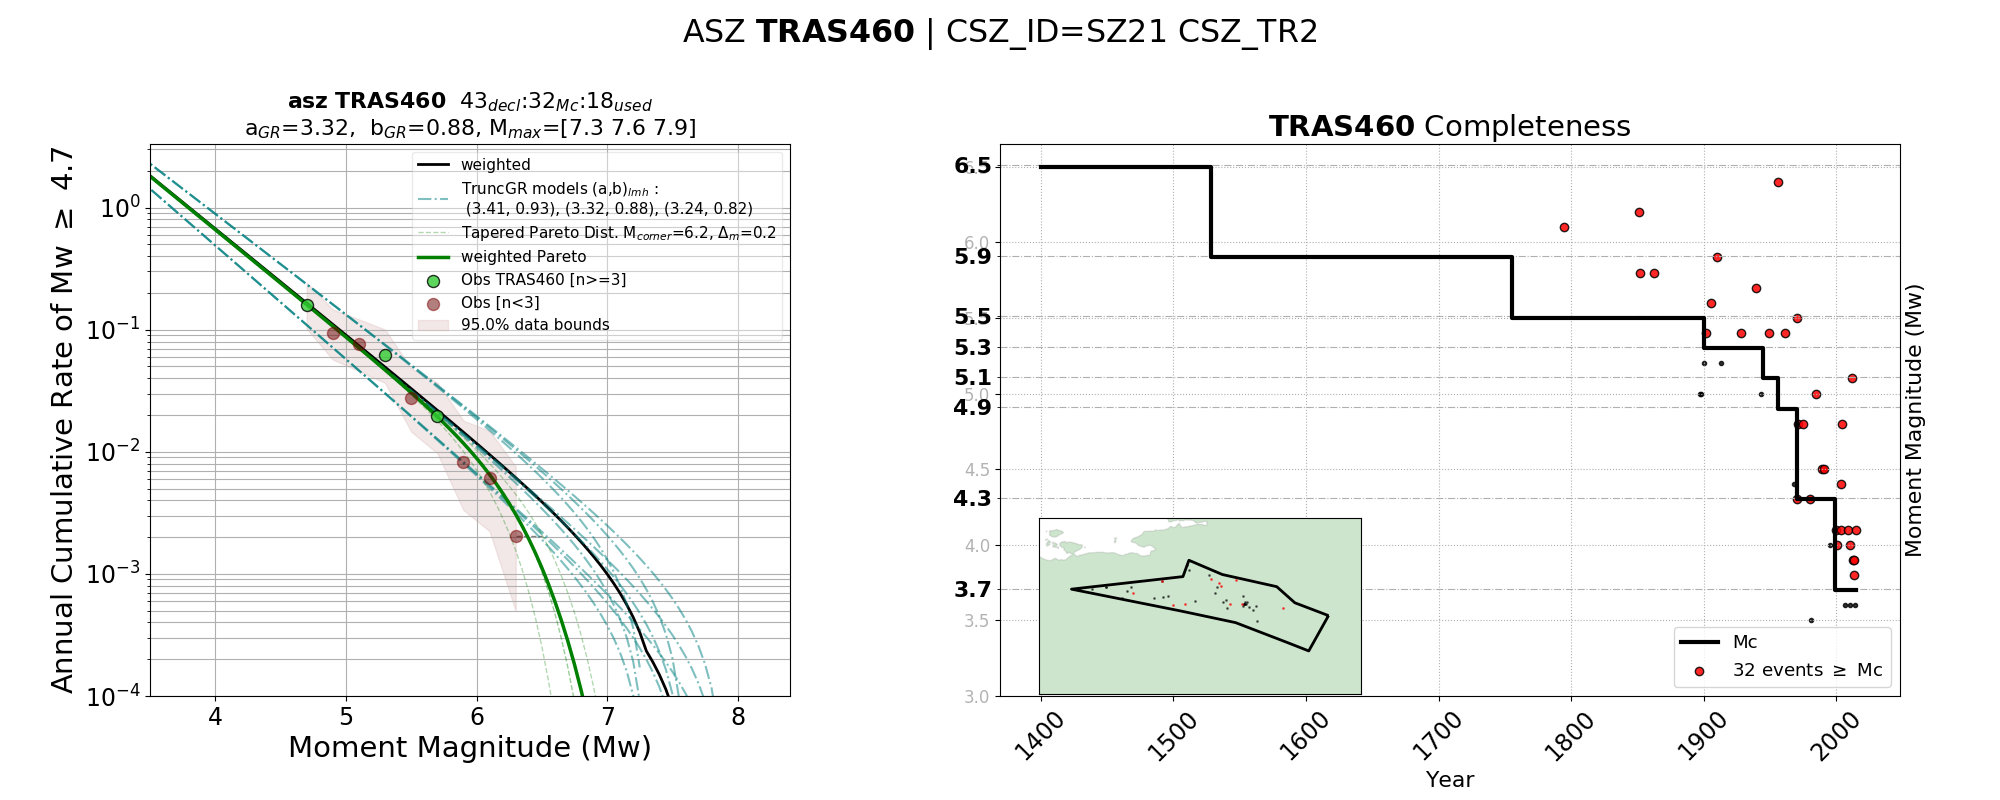 ASZ TRAS460 | CSZ_ID=SZ21 CSZ_TR2
asz TRAS460 43decl:32Mc:18used
aGR=3.32, bGR=0.88, Mmax=[7.3 7.6 7.9]
Annual Cumulative Rate of Mw ≥ 4.7
10^0
10^-1
10^-2
10^-3
10^-4
weighted
TruncGR models (a,b)lmh :
(3.41, 0.93), (3.32, 0.88), (3.24, 0.82)
Tapered Pareto Dist. Mcorner=6.2, Δm=0.2
weighted Pareto
Obs TRAS460 [n>=3]
Obs [n<3]
95.0% data bounds
4 5 6 7 8
Moment Magnitude (Mw)
TRAS460 Completeness
6.5
6.0
5.9
5.5
5.3
5.1
5.0
4.9
4.5
4.3
4.0
3.7
3.5
3.0
Moment Magnitude (Mw)
Mc
32 events ≥ Mc
1400 1500 1600 1700 1800 1900 2000
Year